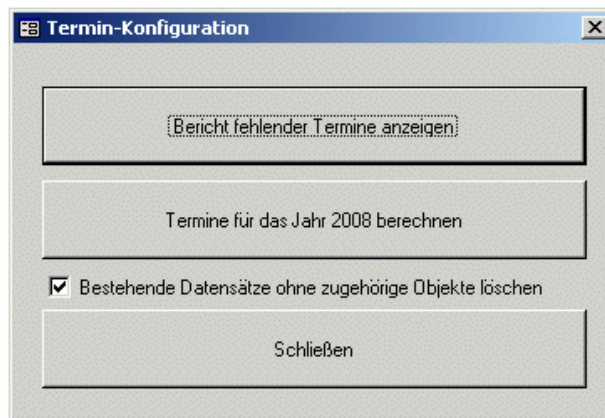 Termin-Konfiguration
Bericht fehlender Termine anzeigen
Termine für das Jahr 2008 berechnen
Bestehende Datensätze ohne zugehörige Objekte löschen
Schließen